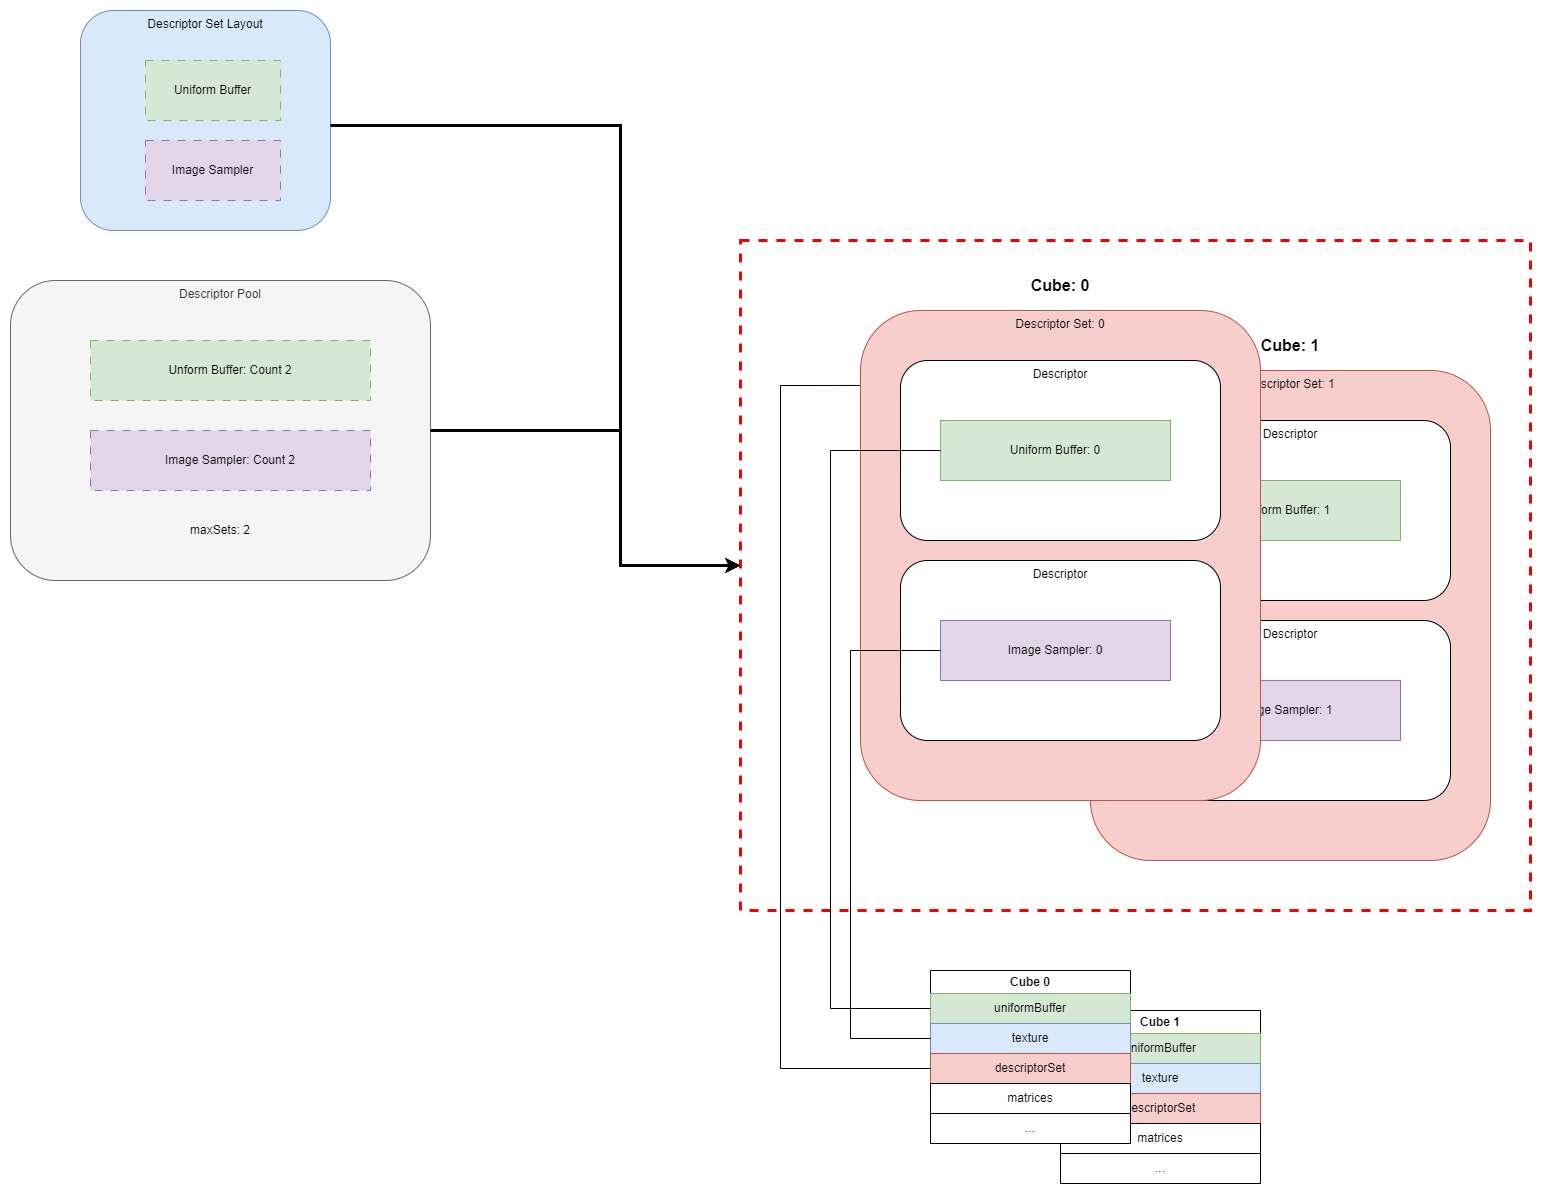 Descriptor Set Layout
Uniform Buffer
Image Sampler
Descriptor Pool
Unform Buffer: Count 2
Image Sampler: Count 2
maxSets: 2
Cube: 0
Descriptor Set: 0
Descriptor
Uniform Buffer: 0
Descriptor
Image Sampler: 0
Cube: 1
scriptor Set: 1
Descriptor
orm Buffer: 1
Descriptor
ge Sampler: 1
Cube 0
uniformBuffer
texture
descriptorSet
matrices
...
Cube 1
niformBuffer
texture
escriptorSet
matrices
...